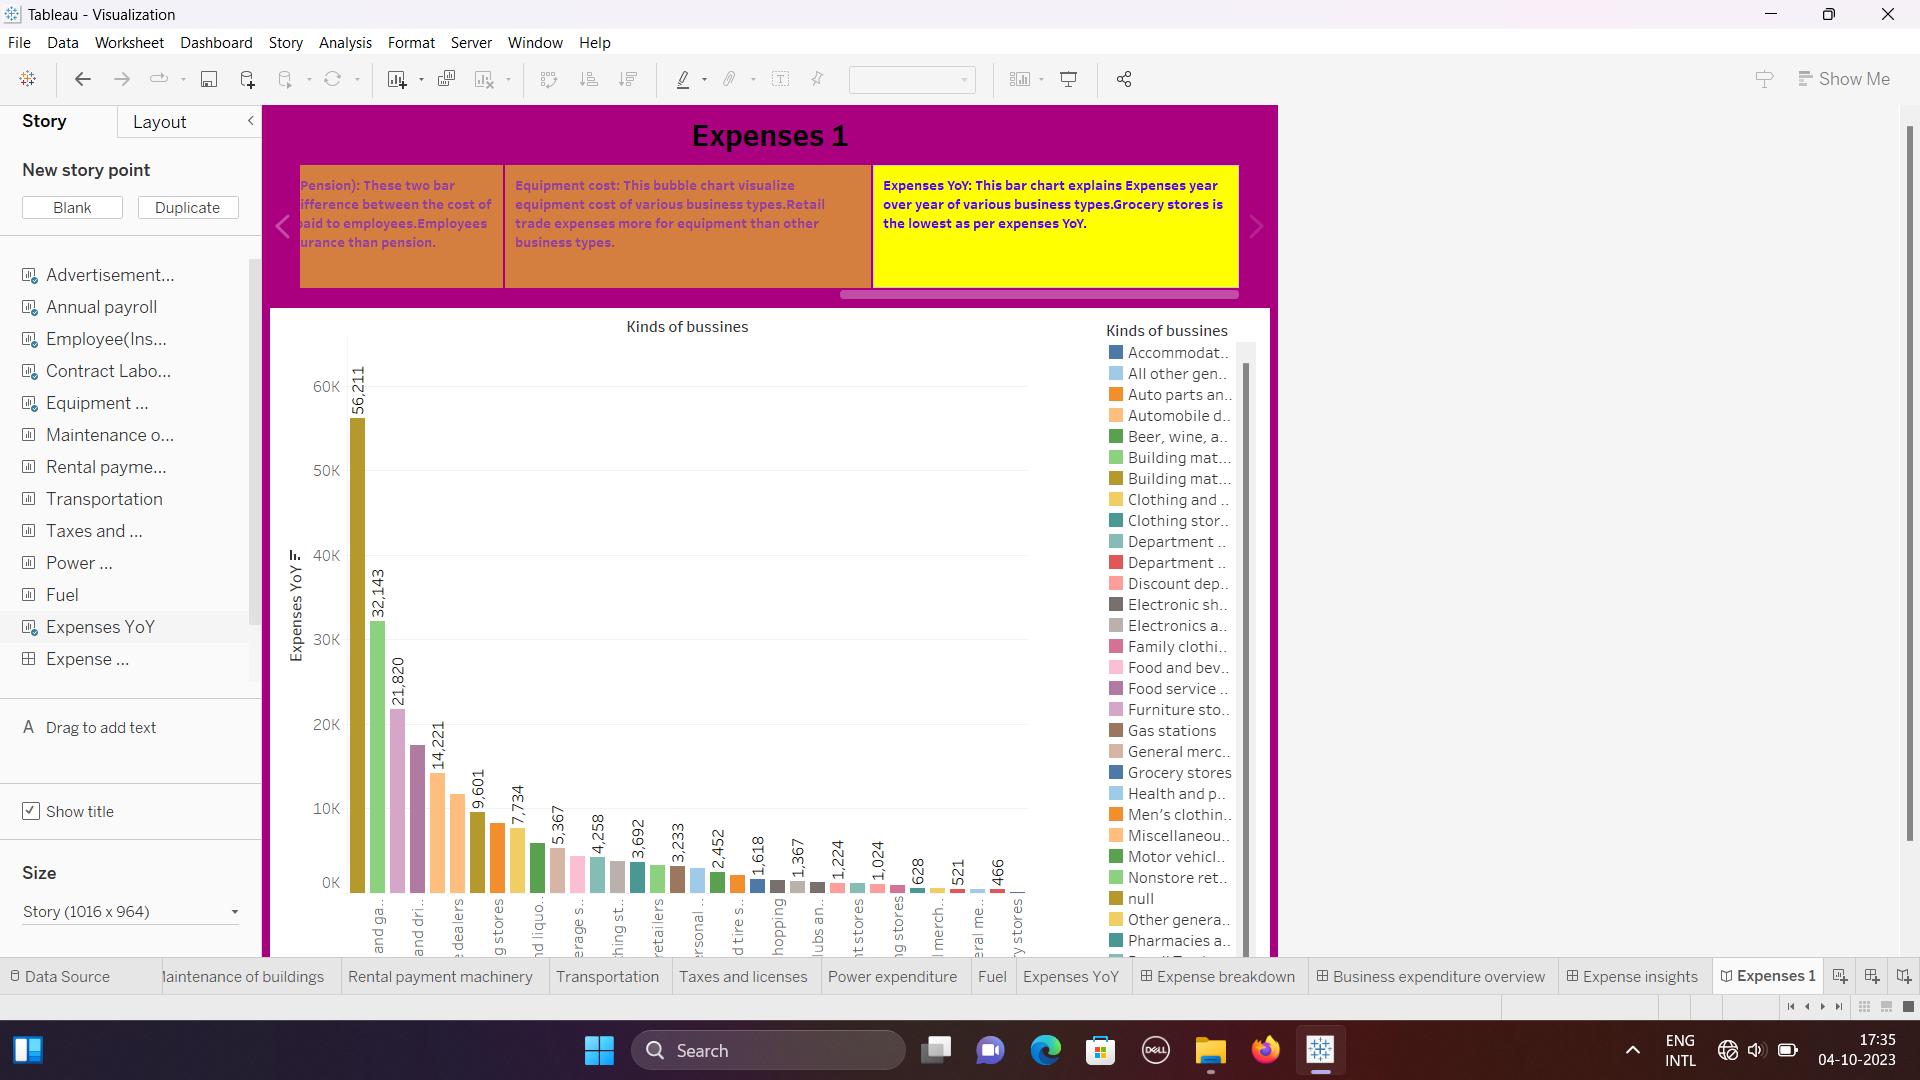 Tableau - Visualization
File Data Worksheet Dashboard Story Analysis Format Server Window Help
Show Me
Story
Layout
New story point
Blank
Duplicate
Advertisement...
Annual payroll
Employee(Ins...
Contract Labo...
Equipment ...
Maintenance o...
Rental payme...
Transportation
Taxes and ...
Power ...
Fuel
Expenses YoY
Expense ...
A Drag to add text
Show title
Size
Story (1016 x 964)
Expenses 1
Pension): These two bar
ifference between the cost of
paid to employees.Employees
urance than pension.
Equipment cost: This bubble chart visualize
equipment cost of various business types.Retail
trade expenses more for equipment than other
business types.
Expenses YoY: This bar chart explains Expenses year
over year of various business types.Grocery stores is
the lowest as per expenses YoY.
Kinds of bussines
Expenses YoY
60K
50K
40K
30K
20K
10K
0K
56,211
32,143
21,820
14,221
9,601
7,734
5,367
4,258
3,692
3,233
2,452
1,618
1,367
1,224
1,024
628
521
466
and ga..
and dri..
e dealers
g stores
nd liquo..
erage s..
thing st..
retailers
ersonal ..
d tire s..
hopping
lubs an..
nt stores
ng stores
l merch..
eral me..
ry stores
Kinds of bussines
Accommodat..
All other gen..
Auto parts an..
Automobile d..
Beer, wine, a..
Building mat...
Building mat...
Clothing and ..
Clothing stor..
Department ..
Department ..
Discount dep..
Electronic sh..
Electronics a..
Family clothi..
Food and bev..
Food service ..
Furniture sto..
Gas stations
General merc..
Grocery stores
Health and p..
Men’s clothin..
Miscellaneou..
Motor vehicl..
Nonstore ret..
null
Other genera..
Pharmacies a..
Data Source
Maintenance of buildings
Rental payment machinery
Transportation
Taxes and licenses
Power expenditure
Fuel
Expenses YoY
Expense breakdown
Business expenditure overview
Expense insights
Expenses 1
Search
DELL
ENG
INTL
17:35
04-10-2023